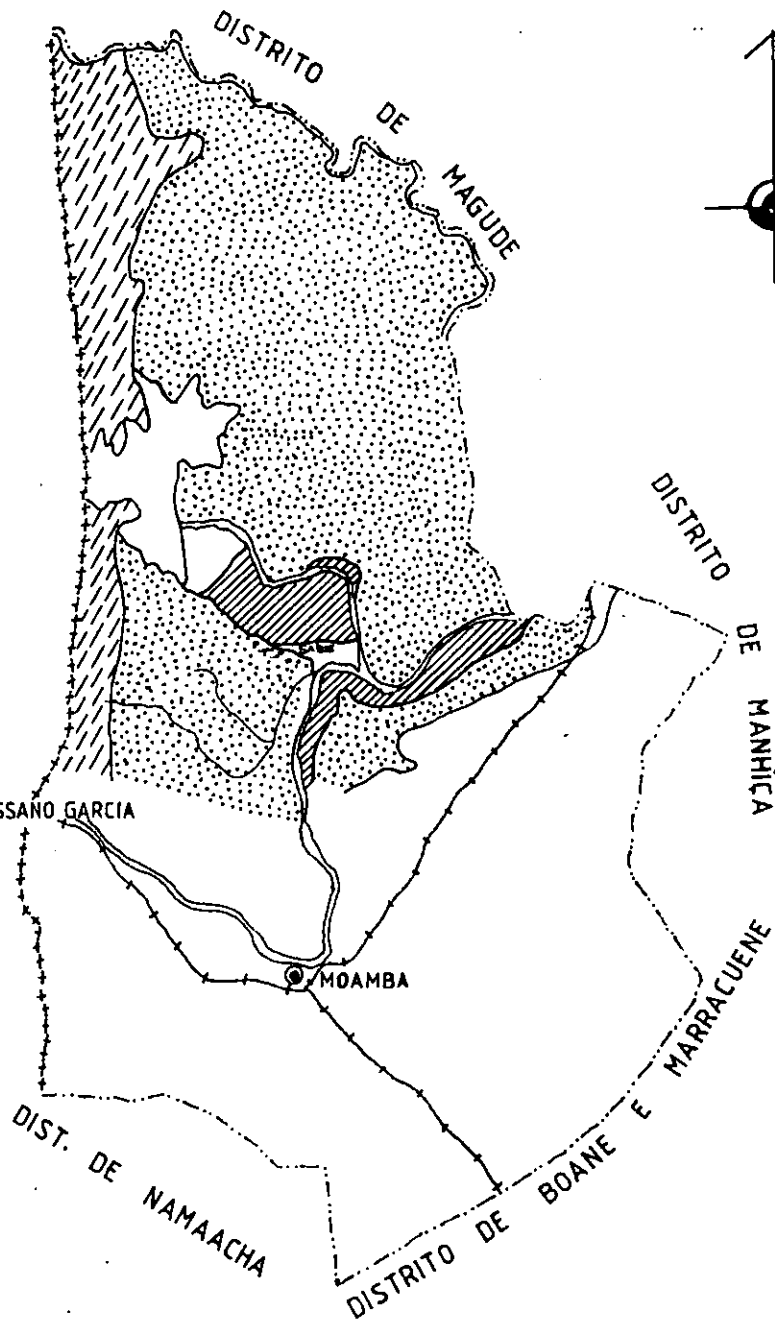 DISTRITO DE MAGUDE
DISTRITO DE MANHIÇA
SSANO GARCIA
MOAMBA
DIST. DE NAMAACHA
DISTRITO DE BOANE E MARRACUENE